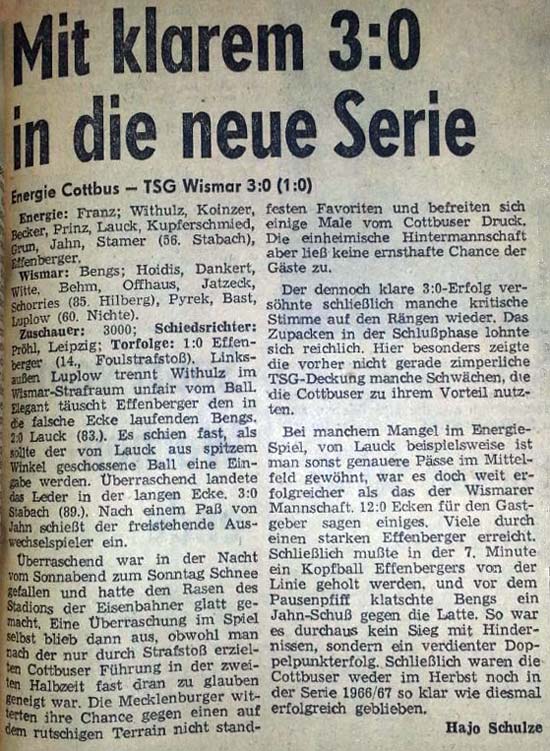 Mit klarem 3:0
in die neue Serie
Energie Cottbus — TSG Wismar 3:0 (1:0)
Energie: Franz; Withulz, Koinzer,
Becker, Prinz, Lauck, Kupferschmied,
Grun, Jahn, Stamer (56. Stabach),
Effenberger.
Wismar: Bengs; Hoidis, Dankert,
Witte, Behm, Offhaus, Jatzeck,
Schorries (85. Hilberg), Pyrek, Bast,
Luplow (60. Nichte).
Zuschauer: 3000; Schiedsrichter:
Pröhl, Leipzig; Torfolge: 1:0 Effen-
berger (14., Foulstrafstoß). Links-
außen Luplow trennt Withulz im
Wismar-Strafraum unfair vom Ball.
Elegant täuscht Effenberger den in
die falsche Ecke laufenden Bengs.
2:0 Lauck (83.). Es schien fast, als
sollte der von Lauck aus spitzem
Winkel geschossene Ball eine Ein-
gabe werden. Überraschend landete
das Leder in der langen Ecke. 3:0
Stabach (89.). Nach einem Paß von
Jahn schießt der freistehende Aus-
wechselspieler ein.
Überraschend war in der Nacht
vom Sonnabend zum Sonntag Schnee
gefallen und hatte den Rasen des
Stadions der Eisenbahner glatt ge-
macht. Eine Überraschung im Spiel
selbst blieb dann aus, obwohl man
nach der nur durch Strafstoß erziel-
ten Cottbuser Führung in der zwei-
ten Halbzeit fast dran zu glauben
geneigt war. Die Mecklenburger wit-
terten ihre Chance gegen einen auf
dem rutschigen Terrain nicht stand-
festen Favoriten und befreiten sich
einige Male vom Cottbuser Druck.
Die einheimische Hintermannschaft
aber ließ keine ernsthafte Chance der
Gäste zu.
Der dennoch klare 3:0-Erfolg ver-
söhnte schließlich manche kritische
Stimme auf den Rängen wieder. Das
Zupacken in der Schlußphase lohnte
sich reichlich. Hier besonders zeigte
die vorher nicht gerade zimperliche
TSG-Deckung manche Schwächen, die
die Cottbuser zu ihrem Vorteil nutz-
ten.
Bei manchem Mangel im Energie-
Spiel, von Lauck beispielsweise ist
man sonst genauere Pässe im Mittel-
feld gewöhnt, war es doch weit er-
folgreicher als das der Wismarer
Mannschaft. 12:0 Ecken für den Gast-
geber sagen einiges. Viele durch
einen starken Effenberger erreicht.
Schließlich mußte in der 7. Minute
ein Kopfball Effenbergers von der
Linie geholt werden, und vor dem
Pausenpfiff klatschte Bengs ein
Jahn-Schuß gegen die Latte. So war
es durchaus kein Sieg mit Hinder-
nissen, sondern ein verdienter Dop-
pelpunkterfolg. Schließlich waren die
Cottbuser weder im Herbst noch in
der Serie 1966/67 so klar wie diesmal
erfolgreich geblieben.
Hajo Schulze